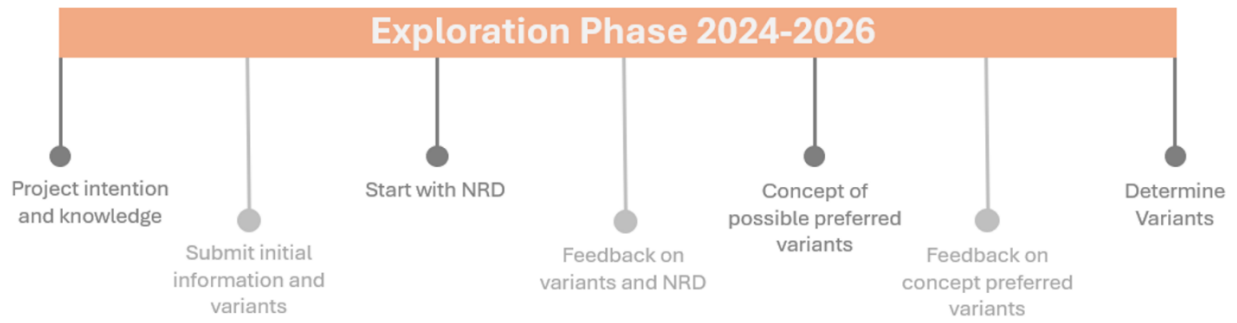 Exploration Phase 2024-2026
Project intention
and knowledge
Submit initial
information and
variants
Start with NRD
Feedback on
variants and NRD
Concept of
possible preferred
variants
Feedback on
concept preferred
variants
Determine
Variants